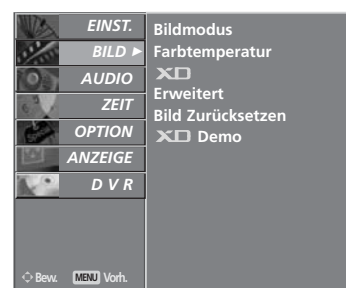 EINST.
BILD ►
AUDIO
ZEIT
OPTION
ANZEIGE
D V R
Bildmodus
Farbtemperatur
XD
Erweitert
Bild Zurücksetzen
XD Demo
Bew. MENU Vorh.